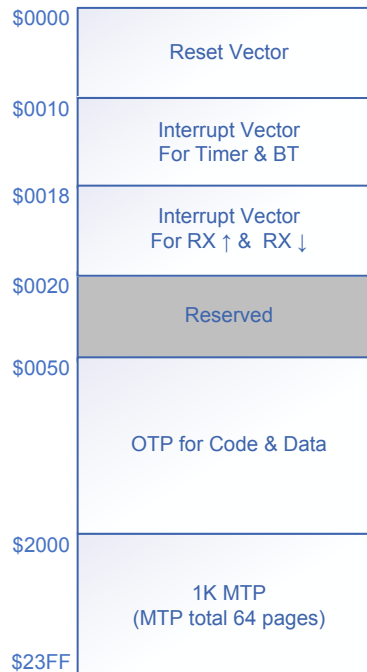 $0000
Reset Vector
$0010
Interrupt Vector
For Timer & BT
$0018
Interrupt Vector
For RX ↑ & RX ↓
$0020
Reserved
$0050
OTP for Code & Data
$2000
1K MTP
(MTP total 64 pages)
$23FF